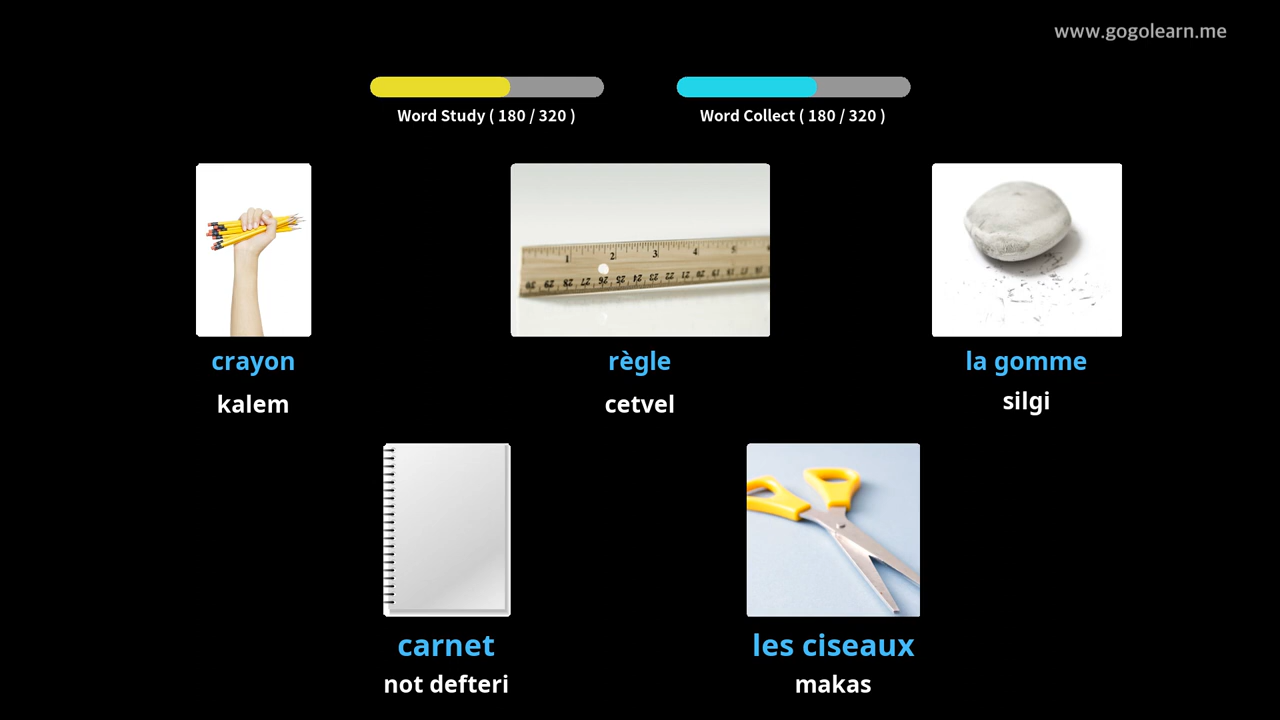 www.gogolearn.me
Word Study ( 180 / 320 )
Word Collect ( 180 / 320 )
crayon
kalem
règle
cetvel
la gomme
silgi
carnet
not defteri
les ciseaux
makas